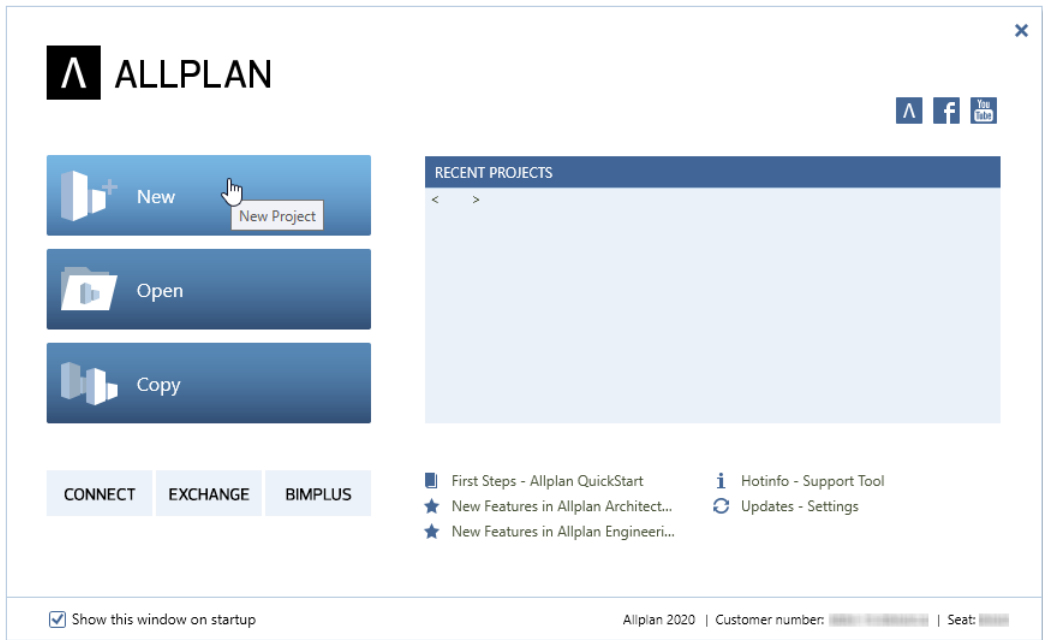 ALLPLAN
You
Tube
New
New Project
Open
Copy
RECENT PROJECTS
< >
CONNECT EXCHANGE BIMPLUS
First Steps - Allplan QuickStart
New Features in Allplan Architect...
New Features in Allplan Engineeri...
Hotinfo - Support Tool
Updates - Settings
Show this window on startup
Allplan 2020 | Customer number: | Seat: